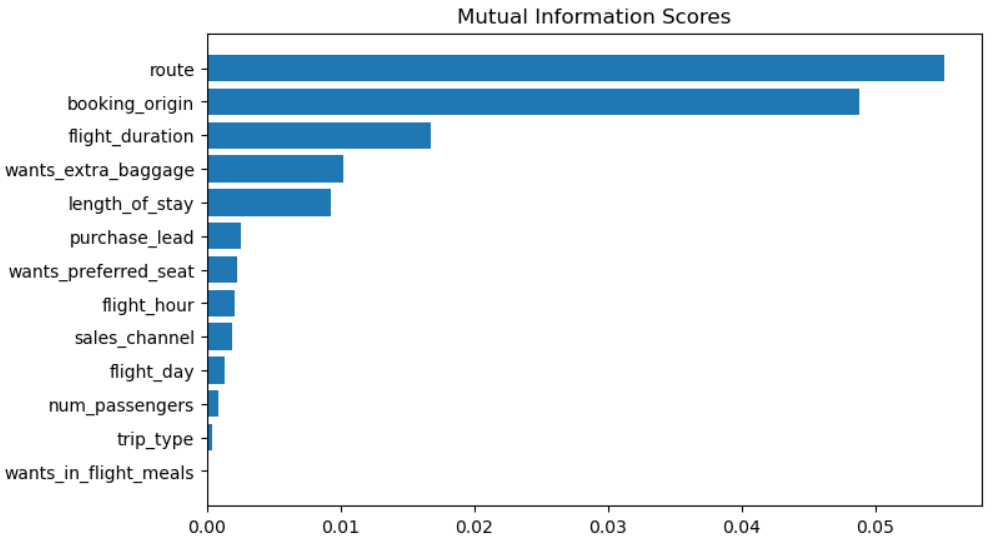 Mutual Information Scores
route
booking_origin
flight_duration
wants_extra_baggage
length_of_stay
purchase_lead
wants_preferred_seat
flight_hour
sales_channel
flight_day
num_passengers
trip_type
wants_in_flight_meals
0.00 0.01 0.02 0.03 0.04 0.05